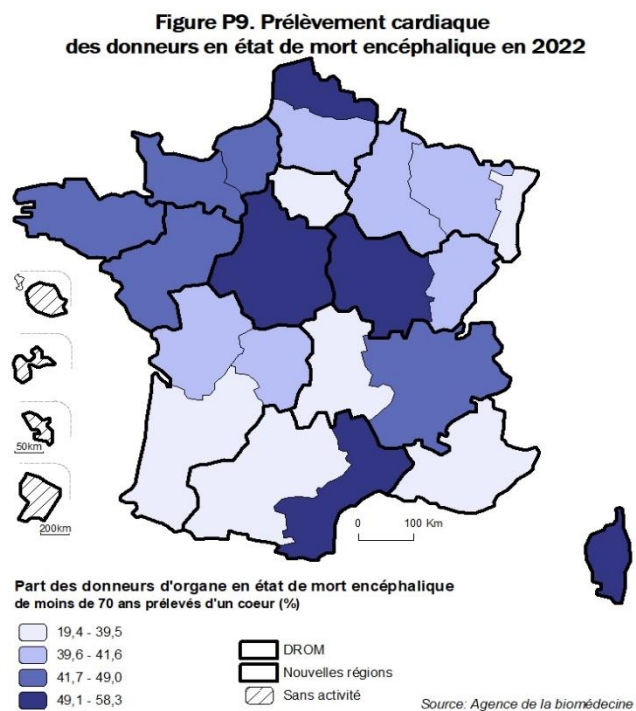 Figure P9. Prélèvement cardiaque
des donneurs en état de mort encéphalique en 2022
50km
200km
0 100 Km
Part des donneurs d'organe en état de mort encéphalique
de moins de 70 ans prélevés d'un coeur (%)
19,4 - 39,5
39,6 - 41,6
41,7 - 49,0
49,1 - 58,3
DROM
Nouvelles régions
Sans activité
Source: Agence de la biomédecine